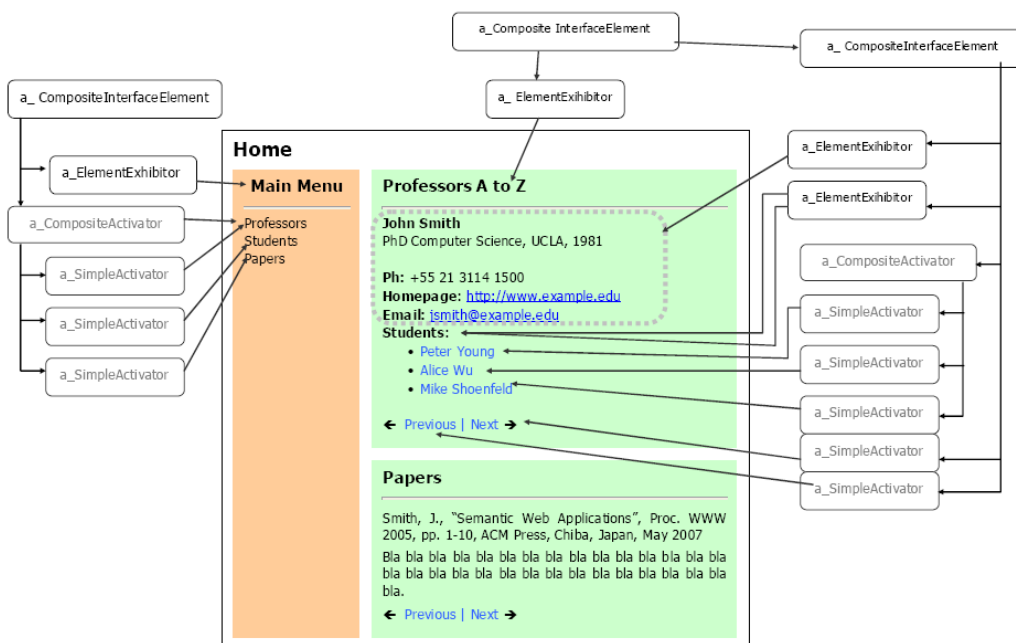 a_Composite InterfaceElement
a_ CompositeInterfaceElement
a_ CompositeInterfaceElement
a_ ElementExihibitor
a_ElementExhibitor
a_CompositeActivator
a_SimpleActivator
a_SimpleActivator
a_SimpleActivator
Home
Main Menu
Professors
Students
Papers
Professors A to Z
John Smith
PhD Computer Science, UCLA, 1981
Ph: +55 21 3114 1500
Homepage: http://www.example.edu
Email: jsmith@example.edu
Students:
• Peter Young
• Alice Wu
• Mike Shoenfeld
← Previous | Next →
Papers
Smith, J., “Semantic Web Applications”, Proc. WWW
2005, pp. 1-10, ACM Press, Chiba, Japan, May 2007
Bla bla bla bla bla bla bla bla bla bla bla bla bla bla bla
bla bla bla bla bla bla bla bla bla bla bla bla bla bla bla
bla.
← Previous | Next →
a_ElementExihibitor
a_ElementExihibitor
a_CompositeActivator
a_SimpleActivator
a_SimpleActivator
a_SimpleActivator
a_SimpleActivator
a_SimpleActivator